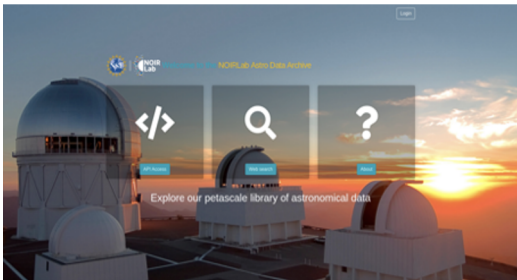 Login
NOIR
Lab
NOIRLab Astro Data Archive
API Access
Web search
About
Explore our petascale library of astronomical data